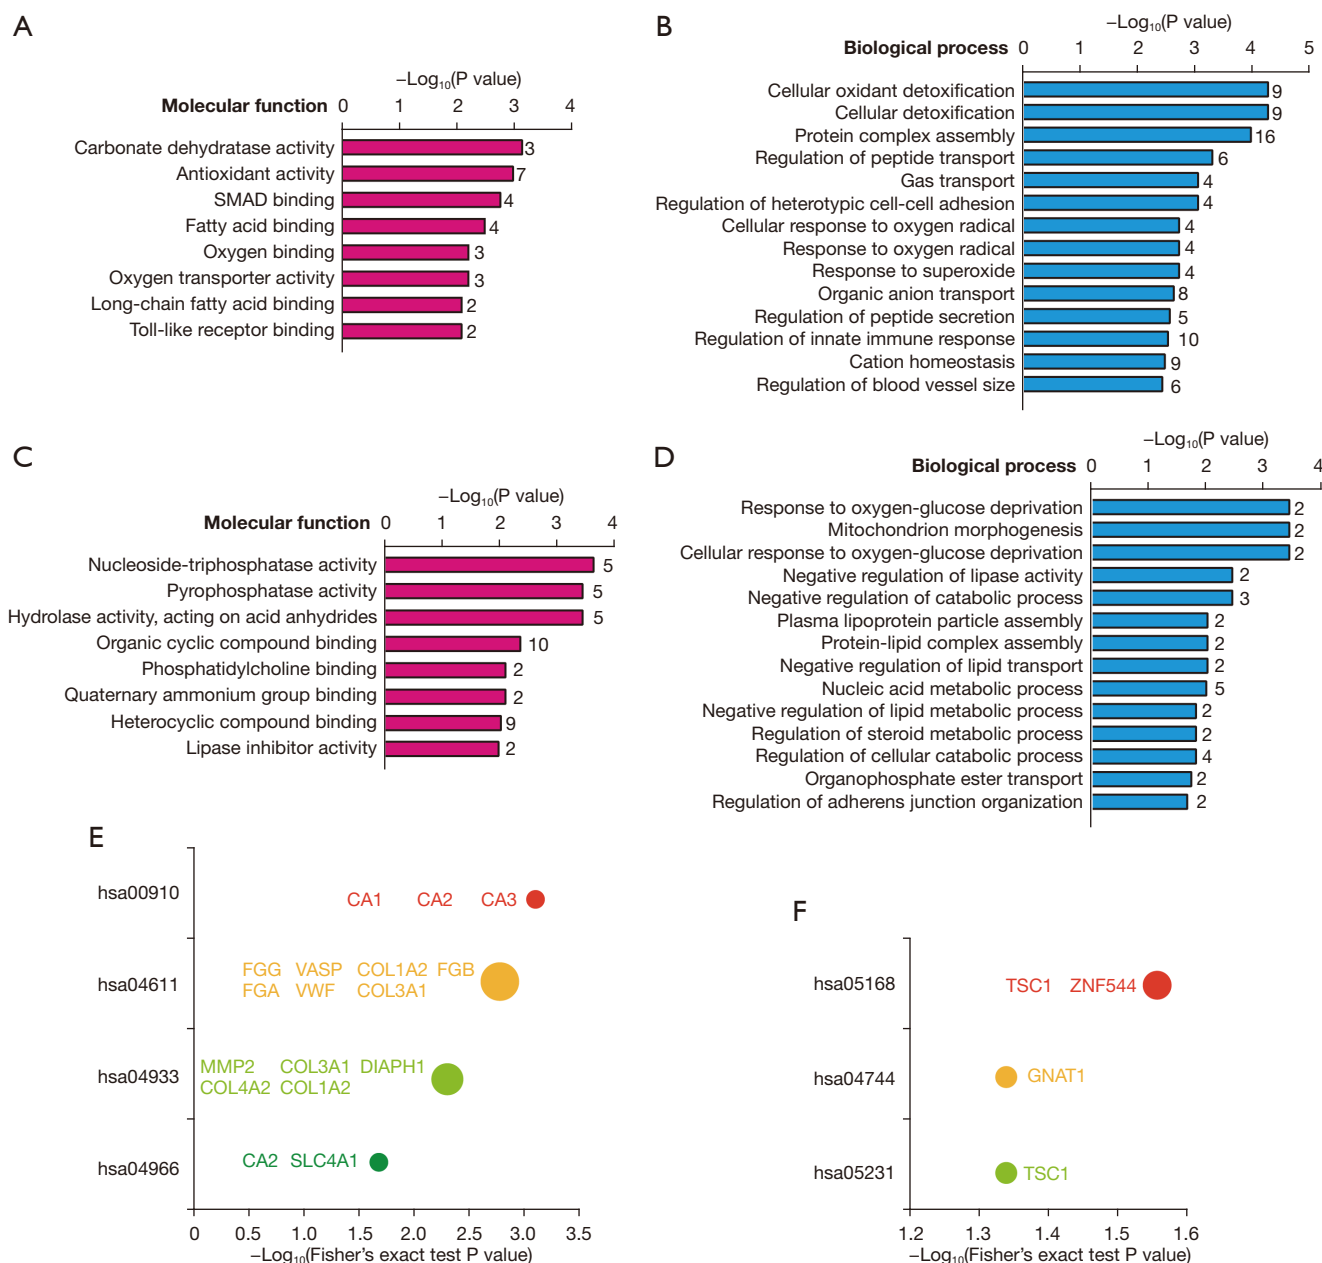 A
−Log10(P value)
Molecular function 0 1 2 3 4
Carbonate dehydratase activity 3
Antioxidant activity 7
SMAD binding 4
Fatty acid binding 4
Oxygen binding 3
Oxygen transporter activity 3
Long-chain fatty acid binding 2
Toll-like receptor binding 2
B
−Log10(P value)
Biological process 0 1 2 3 4 5
Cellular oxidant detoxification 9
Cellular detoxification 9
Protein complex assembly 16
Regulation of peptide transport 6
Gas transport 4
Regulation of heterotypic cell-cell adhesion 4
Cellular response to oxygen radical 4
Response to oxygen radical 4
Response to superoxide 4
Organic anion transport 8
Regulation of peptide secretion 5
Regulation of innate immune response 10
Cation homeostasis 9
Regulation of blood vessel size 6
C
−Log10(P value)
Molecular function 0 1 2 3 4
Nucleoside-triphosphatase activity 5
Pyrophosphatase activity 5
Hydrolase activity, acting on acid anhydrides 5
Organic cyclic compound binding 10
Phosphatidylcholine binding 2
Quaternary ammonium group binding 2
Heterocyclic compound binding 9
Lipase inhibitor activity 2
D
−Log10(P value)
Biological process 0 1 2 3 4
Response to oxygen-glucose deprivation 2
Mitochondrion morphogenesis 2
Cellular response to oxygen-glucose deprivation 2
Negative regulation of lipase activity 2
Negative regulation of catabolic process 3
Plasma lipoprotein particle assembly 2
Protein-lipid complex assembly 2
Negative regulation of lipid transport 2
Nucleic acid metabolic process 5
Negative regulation of lipid metabolic process 2
Regulation of steroid metabolic process 2
Regulation of cellular catabolic process 4
Organophosphate ester transport 2
Regulation of adherens junction organization 2
E
hsa00910 CA1 CA2 CA3
hsa04611 FGG VASP COL1A2 FGB
FGA VWF COL3A1
hsa04933 MMP2 COL3A1 DIAPH1
COL4A2 COL1A2
hsa04966 CA2 SLC4A1
0 0.5 1.0 1.5 2.0 2.5 3.0 3.5
−Log10(Fisher's exact test P value)
F
hsa05168 TSC1 ZNF544
hsa04744 GNAT1
hsa05231 TSC1
1.2 1.3 1.4 1.5 1.6
−Log10(Fisher's exact test P value)